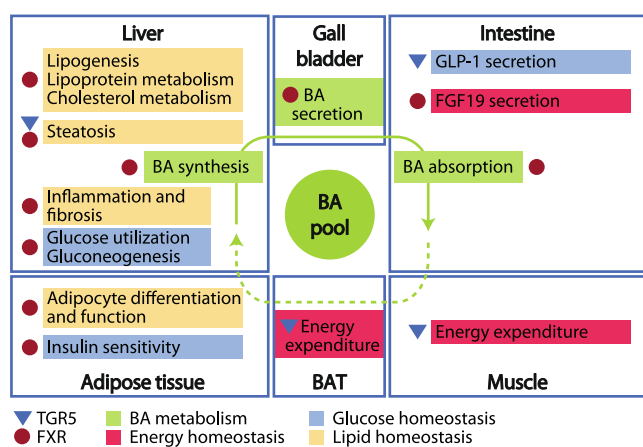 Liver
Lipogenesis
Lipoprotein metabolism
Cholesterol metabolism
Steatosis
BA synthesis
Inflammation and
fibrosis
Glucose utilization
Gluconeogenesis
Gall
bladder
BA
secretion
BA
pool
Intestine
GLP-1 secretion
FGF19 secretion
BA absorption
Adipocyte differentiation
and function
Insulin sensitivity
Adipose tissue
Energy
expenditure
BAT
Energy expenditure
Muscle
TGR5
FXR
BA metabolism
Energy homeostasis
Glucose homeostasis
Lipid homeostasis